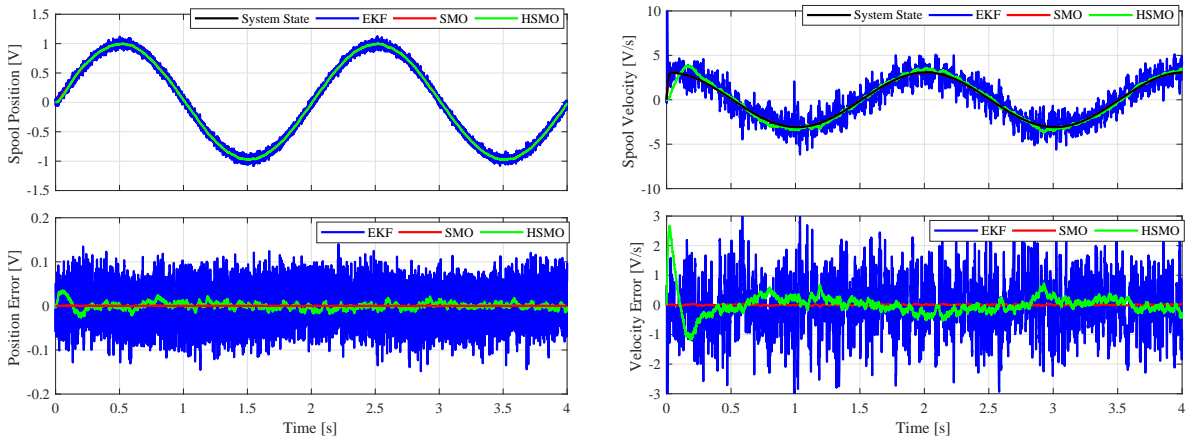 System State EKF SMO HSMO
Spool Position [V]
1.5
1
0.5
0
-0.5
-1
-1.5
EKF SMO HSMO
Position Error [V]
0.2
0.1
0
-0.1
-0.2
0 0.5 1 1.5 2 2.5 3 3.5 4
Time [s]
System State EKF SMO HSMO
Spool Velocity [V/s]
10
5
0
-5
-10
EKF SMO HSMO
Velocity Error [V/s]
3
2
1
0
-1
-2
-3
0 0.5 1 1.5 2 2.5 3 3.5 4
Time [s]